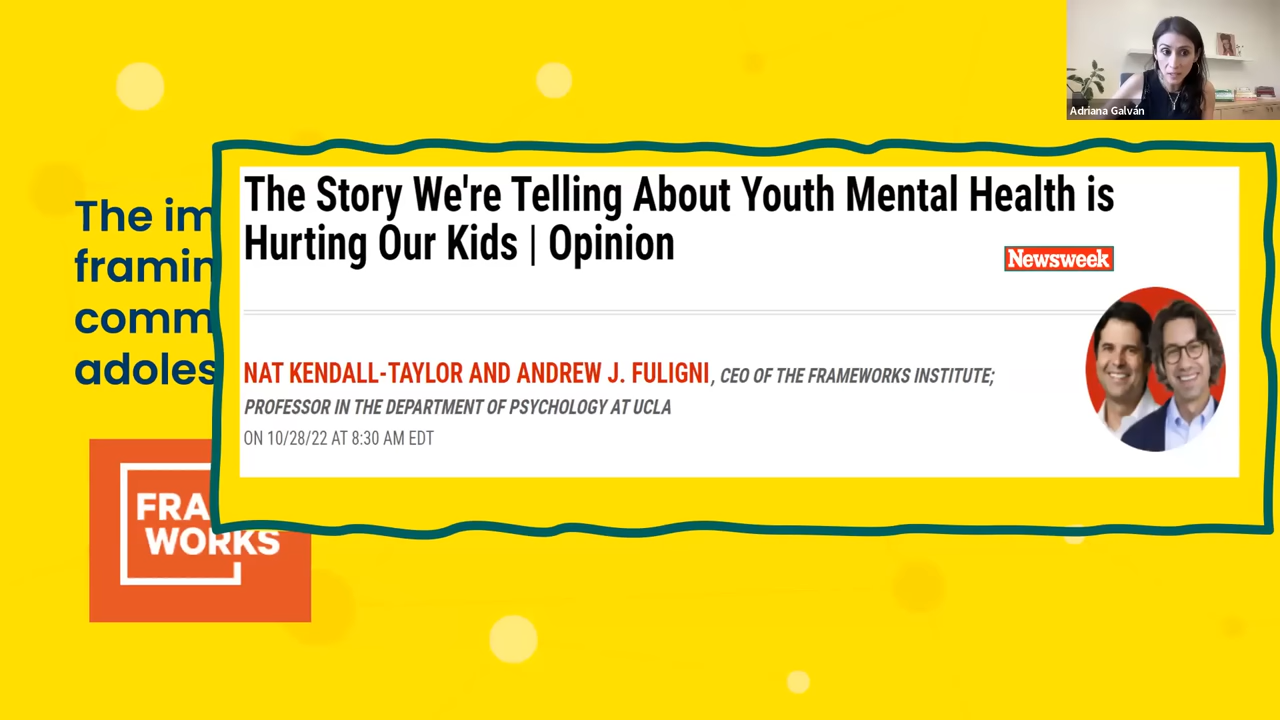 Adriana Galván
The im
framin
comm
adoles
FRA
WORKS
The Story We're Telling About Youth Mental Health is
Hurting Our Kids | Opinion
Newsweek
NAT KENDALL-TAYLOR AND ANDREW J. FULIGNI, CEO OF THE FRAMEWORKS INSTITUTE;
PROFESSOR IN THE DEPARTMENT OF PSYCHOLOGY AT UCLA
ON 10/28/22 AT 8:30 AM EDT